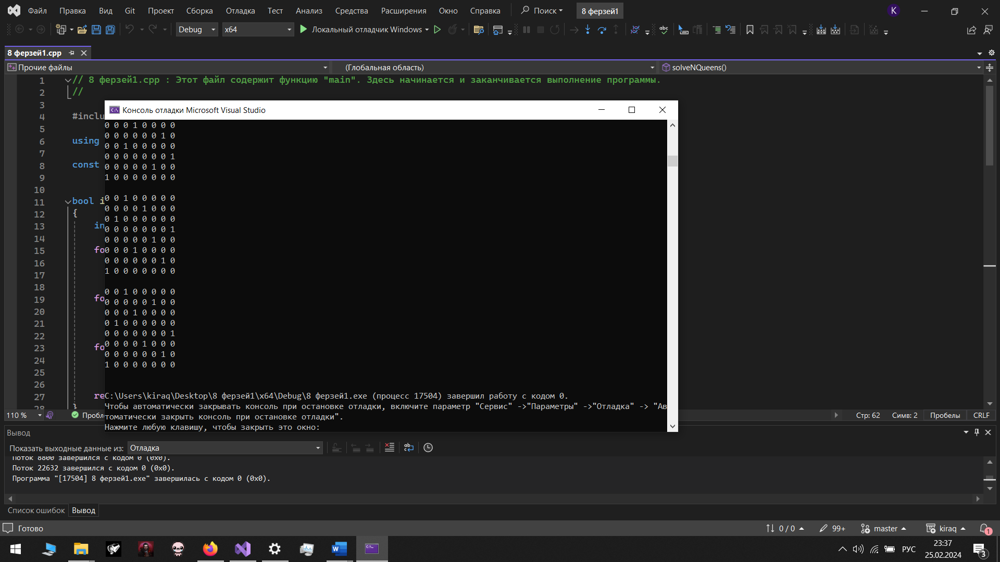 Файл Правка Вид Git Проект Сборка Отладка Тест Анализ Средства Расширения Окно Справка Поиск 8 ферзей1 K
Debug x64 Локальный отладчик Windows abc
8 ферзей1.cpp
Прочие файлы (Глобальная область) solveNQueens()
1 // 8 ферзей1.cpp : Этот файл содержит функцию "main". Здесь начинается и заканчивается выполнение программы.
2 //
3
4 #inclu
5
6 using
7
8 const
9
10
11 bool i
12 {
13 in
14
15 fo
16
17
18
19 fo
20
21
22
23 fo
24
25
26
27 re
28 }
Консоль отладки Microsoft Visual Studio
0 0 0 1 0 0 0 0
0 0 0 0 0 0 1 0
0 0 1 0 0 0 0 0
0 0 0 0 0 0 0 1
0 0 0 0 0 1 0 0
1 0 0 0 0 0 0 0
0 0 1 0 0 0 0 0
0 0 0 0 1 0 0 0
0 1 0 0 0 0 0 0
0 0 0 0 0 0 0 1
0 0 0 0 0 1 0 0
0 0 0 1 0 0 0 0
0 0 0 0 0 0 1 0
1 0 0 0 0 0 0 0
0 0 1 0 0 0 0 0
0 0 0 0 0 1 0 0
0 0 0 1 0 0 0 0
0 1 0 0 0 0 0 0
0 0 0 0 0 0 0 1
0 0 0 0 1 0 0 0
0 0 0 0 0 0 1 0
1 0 0 0 0 0 0 0
C:\Users\kiraq\Desktop\8 ферзей1\x64\Debug\8 ферзей1.exe (процесс 17504) завершил работу с кодом 0.
Чтобы автоматически закрывать консоль при остановке отладки, включите параметр "Сервис" ->"Параметры" ->"Отладка" -> "Ав
томатически закрыть консоль при остановке отладки".
Нажмите любую клавишу, чтобы закрыть это окно:
110 % Пробл Стр: 62 Симв: 2 Пробелы CRLF
Вывод
Показать выходные данные из: Отладка
Поток 8800 завершился с кодом 0 (0x0).
Поток 22632 завершился с кодом 0 (0x0).
Программа "[17504] 8 ферзей1.exe" завершилась с кодом 0 (0x0).
Список ошибок Вывод
Готово 0 / 0 99+ master kiraq 1
РУС 23:37
25.02.2024 3